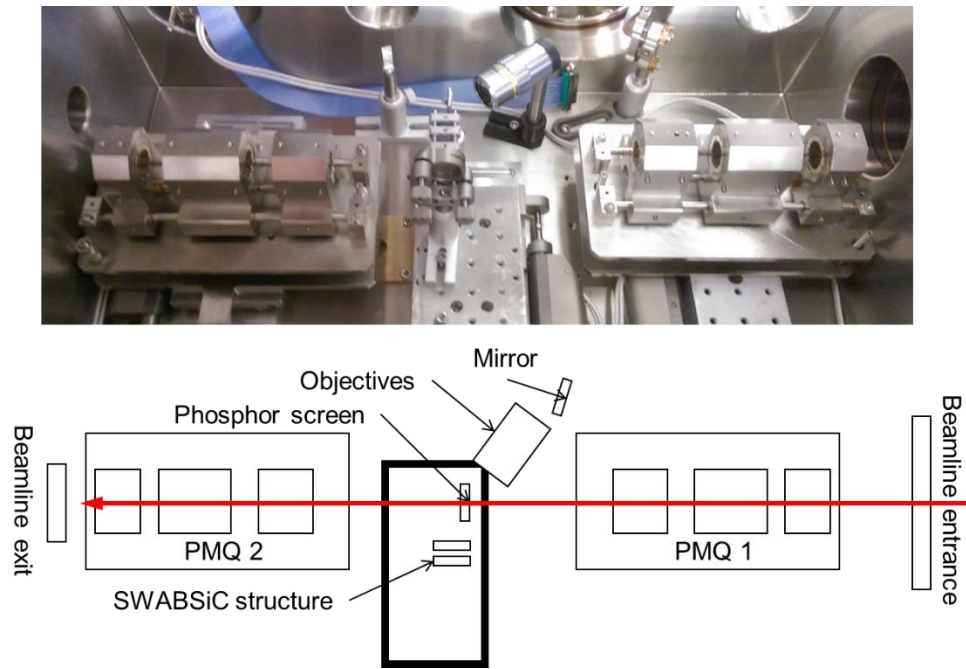 Mirror
Objectives
Phosphor screen
Beamline exit
PMQ 2
PMQ 1
Beamline entrance
SWABSiC structure